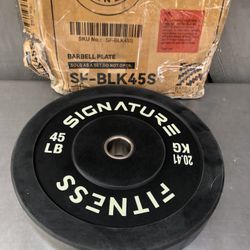 SKU No.: SF-BLK45S
BARBELL PLATE
SOLD AS A SET DO NOT OPEN
SF-BLK45S
SIGNATURE
45
LB
20.41
KG
FITNESS